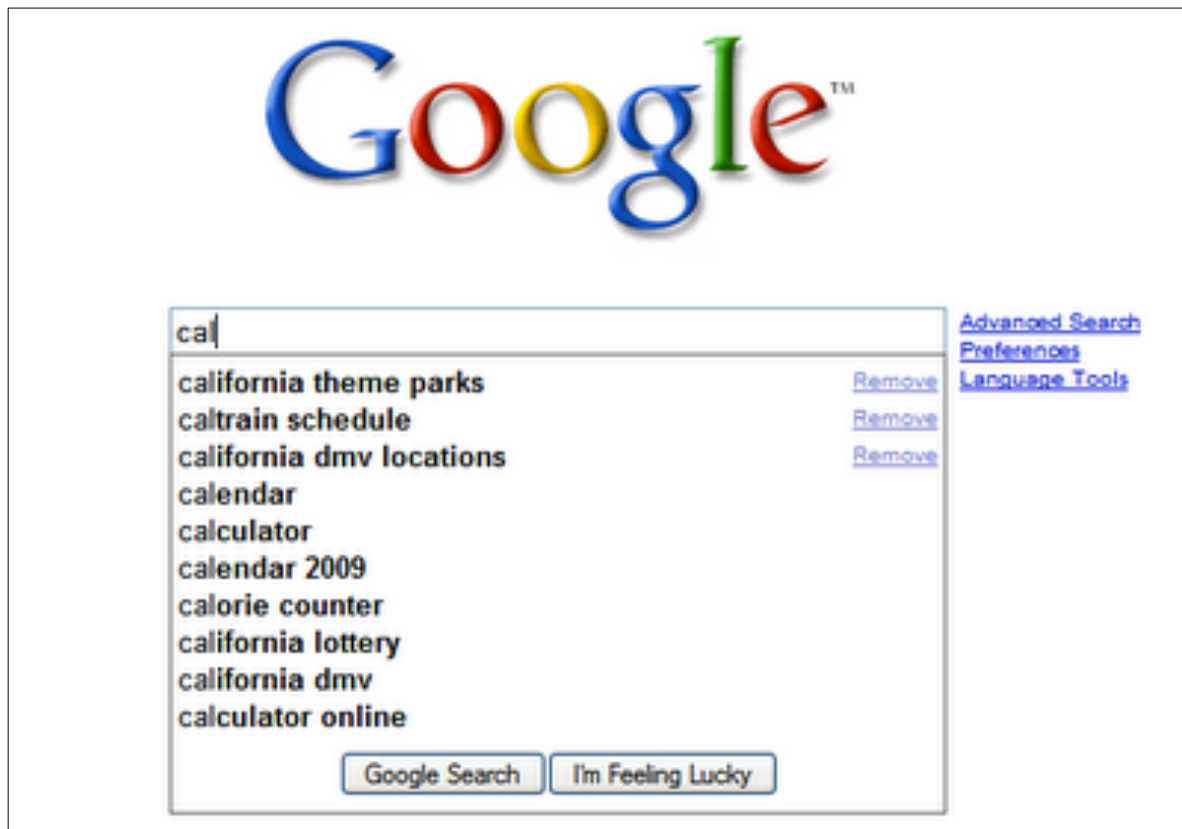 Google™
cal
Advanced Search
Preferences
Language Tools
california theme parks Remove
caltrain schedule Remove
california dmv locations Remove
calendar
calculator
calendar 2009
calorie counter
california lottery
california dmv
calculator online
Google Search I'm Feeling Lucky